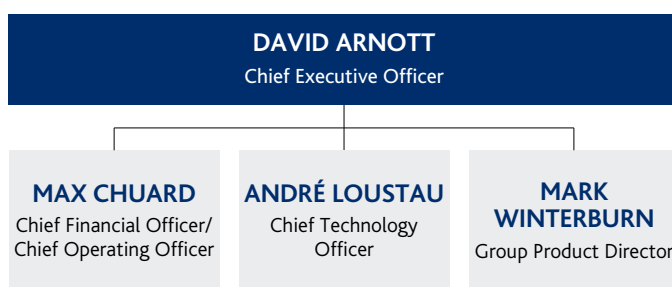 DAVID ARNOTT
Chief Executive Officer
MAX CHUARD
Chief Financial Officer/
Chief Operating Officer
ANDRÉ LOUSTAU
Chief Technology
Officer
MARK
WINTERBURN
Group Product Director